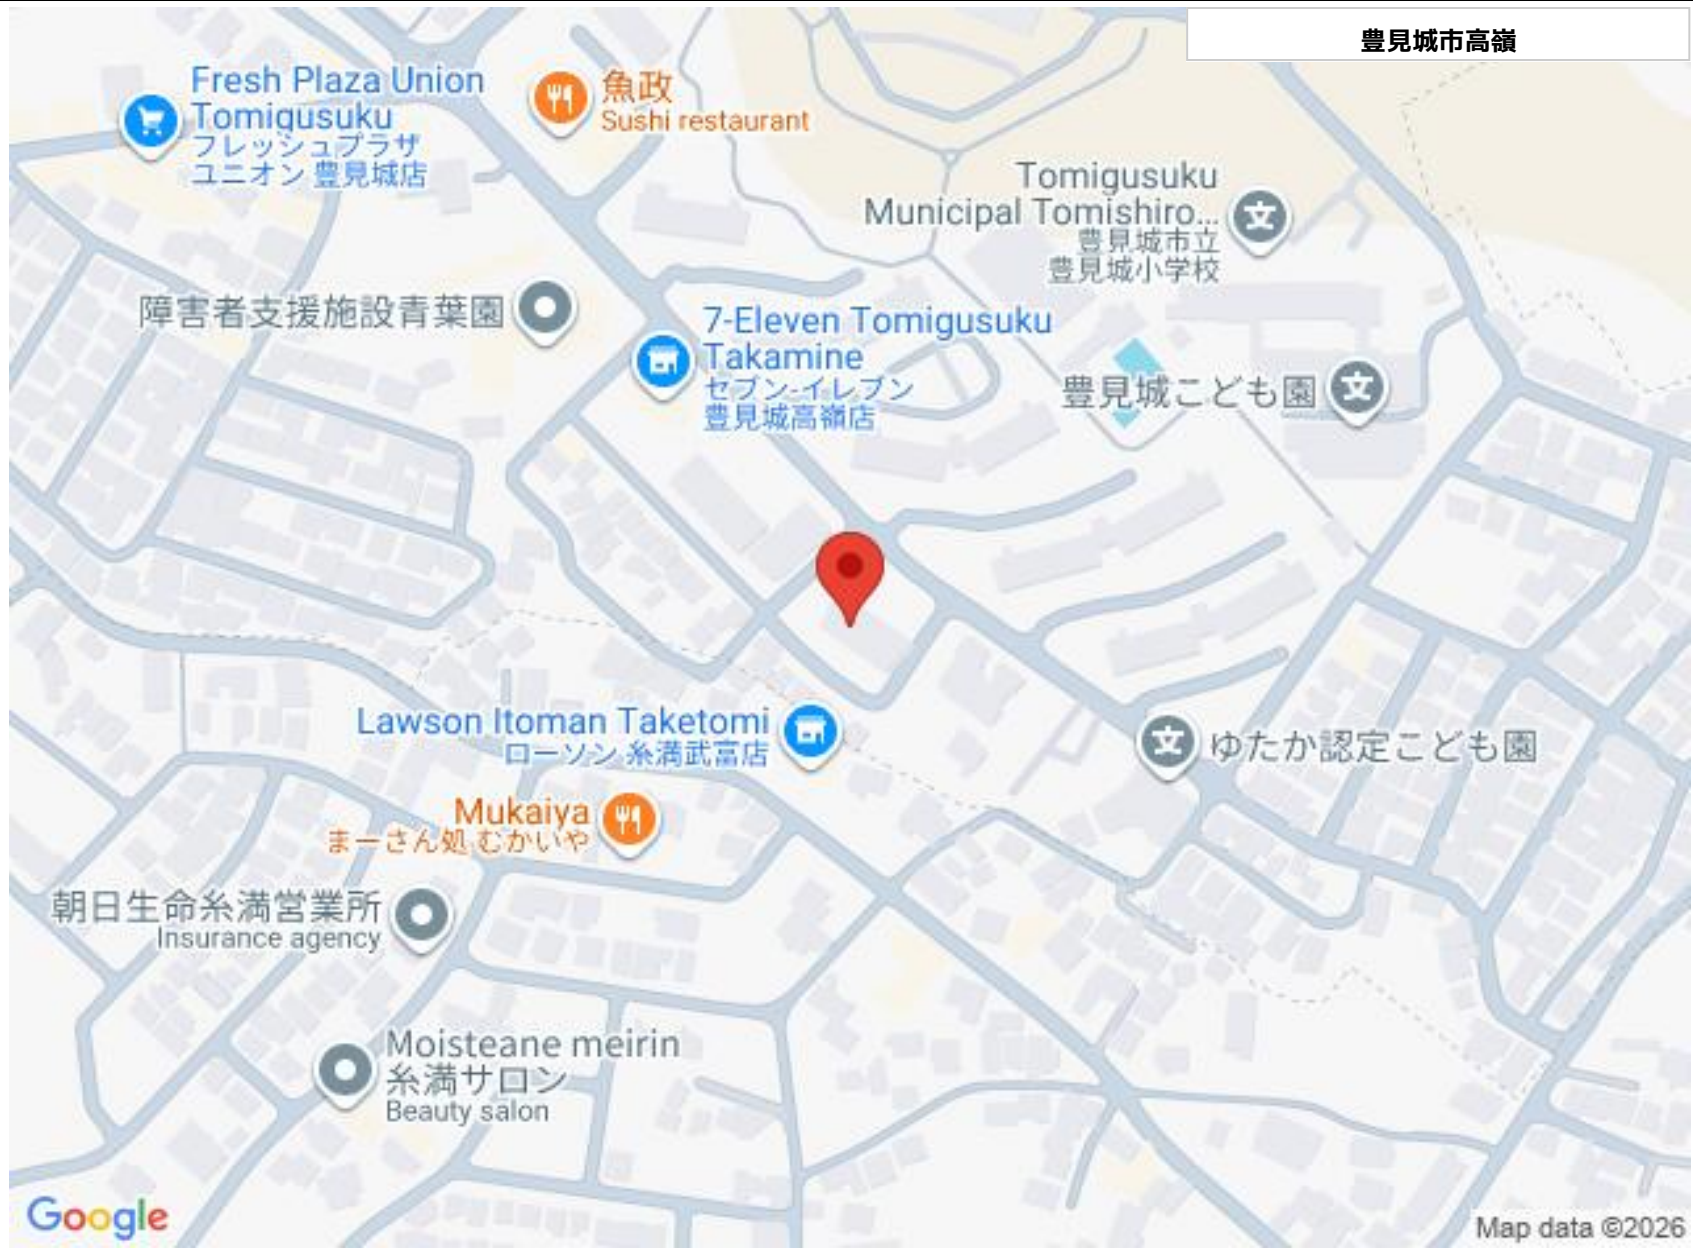 豊見城市高嶺
Fresh Plaza Union
Tomigusuku
フレッシュプラザ
ユニオン 豊見城店
魚政
Sushi restaurant
Tomigusuku
Municipal Tomishiro...
豊見城市立
豊見城小学校
障害者支援施設青葉園
7-Eleven Tomigusuku
Takamine
セブン-イレブン
豊見城高嶺店
豊見城こども園
Lawson Itoman Taketomi
ローソン 糸満武富店
ゆたか認定こども園
Mukaiya
まーさん処 むかいや
朝日生命糸満営業所
Insurance agency
Moisteane meirin
糸満サロン
Beauty salon
Google
Map data ©2026